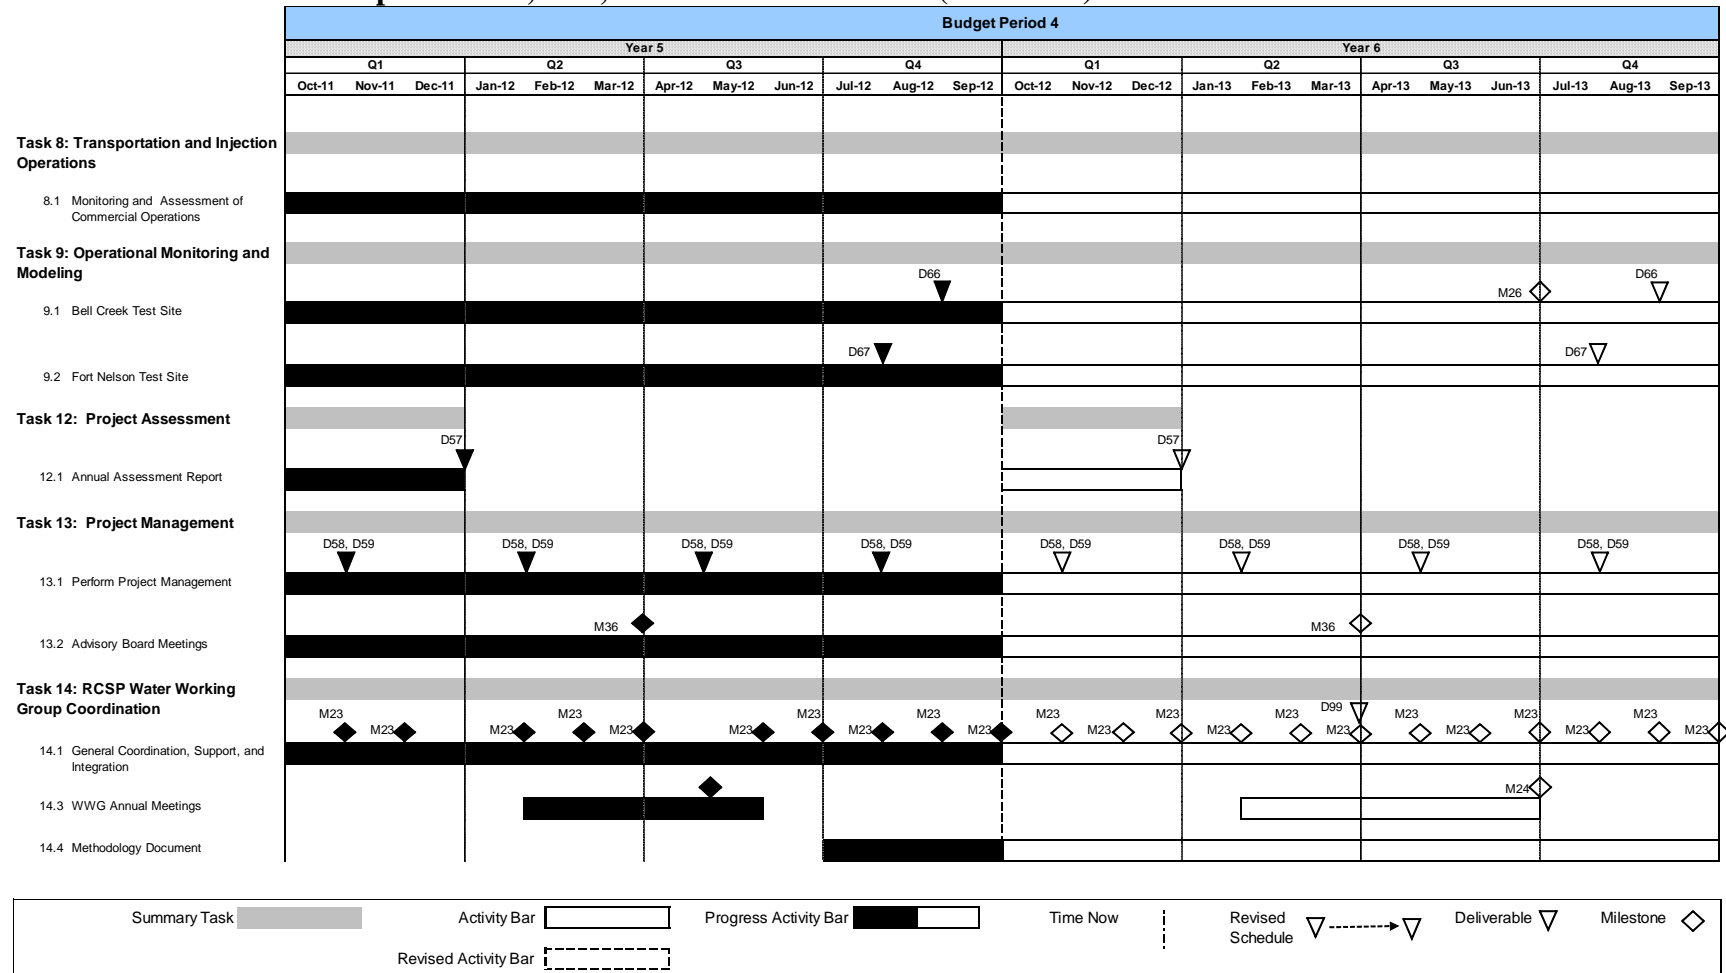 Budget Period 4
Year 5 Year 6
Q1 Q2 Q3 Q4 Q1 Q2 Q3 Q4
Oct-11 Nov-11 Dec-11 Jan-12 Feb-12 Mar-12 Apr-12 May-12 Jun-12 Jul-12 Aug-12 Sep-12 Oct-12 Nov-12 Dec-12 Jan-13 Feb-13 Mar-13 Apr-13 May-13 Jun-13 Jul-13 Aug-13 Sep-13
Task 8: Transportation and Injection
Operations
8.1 Monitoring and Assessment of
Commercial Operations
Task 9: Operational Monitoring and
Modeling
D66 D66
M26
9.1 Bell Creek Test Site
D67 D67
9.2 Fort Nelson Test Site
Task 12: Project Assessment
D57 D57
12.1 Annual Assessment Report
Task 13: Project Management
D58, D59 D58, D59 D58, D59 D58, D59 D58, D59 D58, D59 D58, D59 D58, D59
13.1 Perform Project Management
M36 M36
13.2 Advisory Board Meetings
Task 14: RCSP Water Working
Group Coordination
D99
M23 M23 M23 M23 M23 M23 M23 M23 M23 M23
M23 M23 M23 M23 M23 M23 M23 M23 M23 M23 M23 M23
14.1 General Coordination, Support, and
Integration
M24
14.3 WWG Annual Meetings
14.4 Methodology Document
Summary Task Activity Bar Progress Activity Bar Time Now Revised Deliverable Milestone
Schedule
Revised Activity Bar